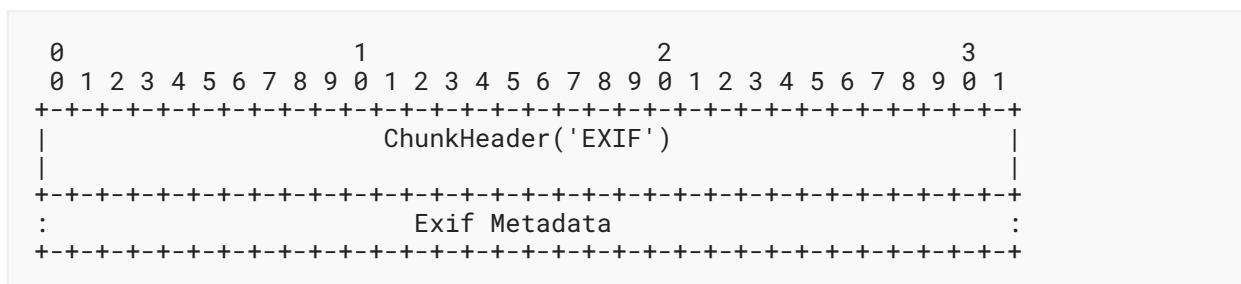 0                   1                   2                   3
 0 1 2 3 4 5 6 7 8 9 0 1 2 3 4 5 6 7 8 9 0 1 2 3 4 5 6 7 8 9 0 1
+-+-+-+-+-+-+-+-+-+-+-+-+-+-+-+-+-+-+-+-+-+-+-+-+-+-+-+-+-+-+-+-+
|                      ChunkHeader('EXIF')                      |
|                                                               |
+-+-+-+-+-+-+-+-+-+-+-+-+-+-+-+-+-+-+-+-+-+-+-+-+-+-+-+-+-+-+-+-+
:                        Exif Metadata                          :
+-+-+-+-+-+-+-+-+-+-+-+-+-+-+-+-+-+-+-+-+-+-+-+-+-+-+-+-+-+-+-+-+